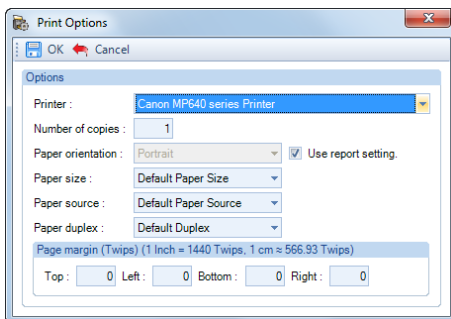 Print Options
OK Cancel
Options
Printer : Canon MP640 series Printer
Number of copies : 1
Paper orientation : Portrait Use report setting.
Paper size : Default Paper Size
Paper source : Default Paper Source
Paper duplex : Default Duplex
Page margin (Twips) (1 Inch = 1440 Twips, 1 cm ≈ 566.93 Twips)
Top : 0 Left : 0 Bottom : 0 Right : 0